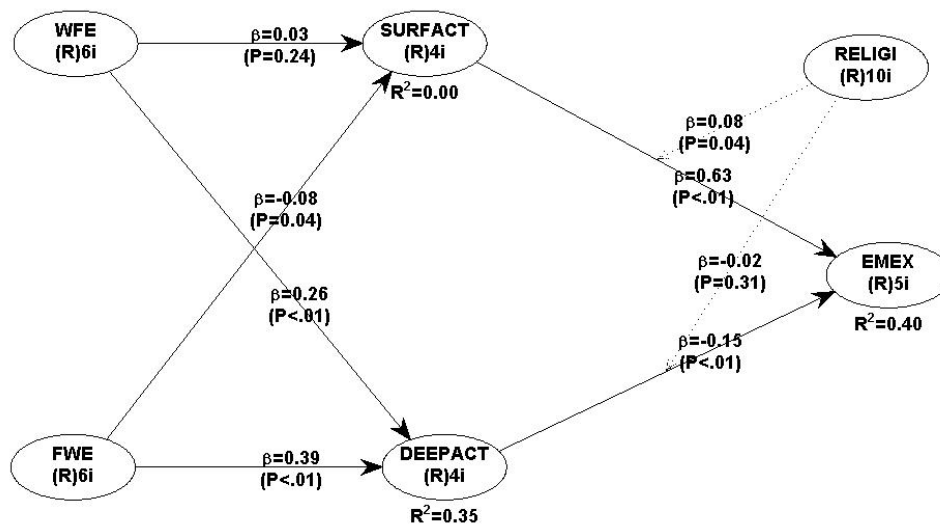 WFE
(R)6i
β=0.03
(P=0.24)
SURFACT
(R)4i
R²=0.00
RELIGI
(R)10i
β=0.08
(P=0.04)
β=0.63
(P<.01)
β=-0.08
(P=0.04)
β=-0.02
(P=0.31)
EMEX
(R)5i
R²=0.40
β=0.26
(P<.01)
β=-0.15
(P<.01)
FWE
(R)6i
β=0.39
(P<.01)
DEEPACT
(R)4i
R²=0.35